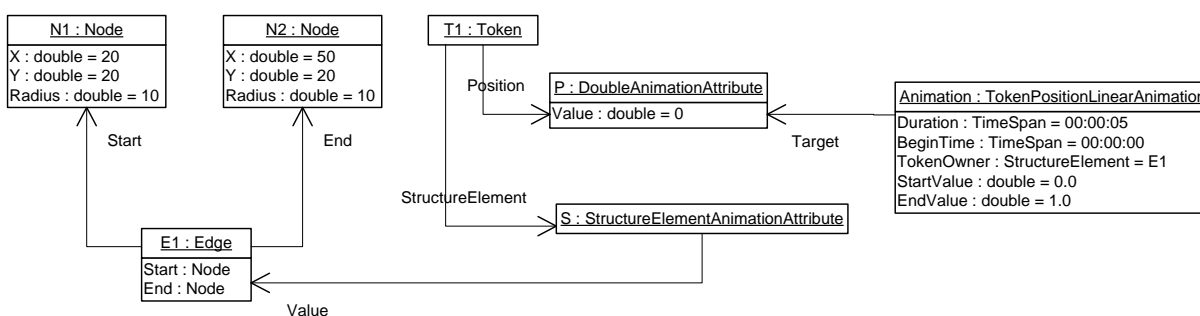 N1 : Node
X : double = 20
Y : double = 20
Radius : double = 10
N2 : Node
X : double = 50
Y : double = 20
Radius : double = 10
T1 : Token
Position
P : DoubleAnimationAttribute
Value : double = 0
Animation : TokenPositionLinearAnimation
Duration : TimeSpan = 00:00:05
BeginTime : TimeSpan = 00:00:00
TokenOwner : StructureElement = E1
StartValue : double = 0.0
EndValue : double = 1.0
Start
End
Target
StructureElement
S : StructureElementAnimationAttribute
E1 : Edge
Start : Node
End : Node
Value